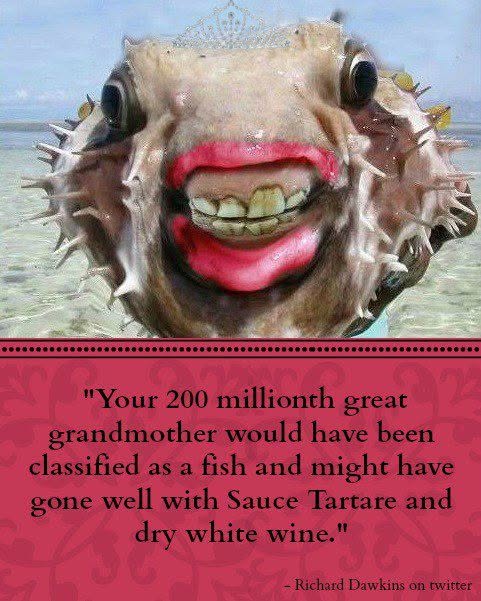 "Your 200 millionth great
grandmother would have been
classified as a fish and might have
gone well with Sauce Tartare and
dry white wine."
- Richard Dawkins on twitter